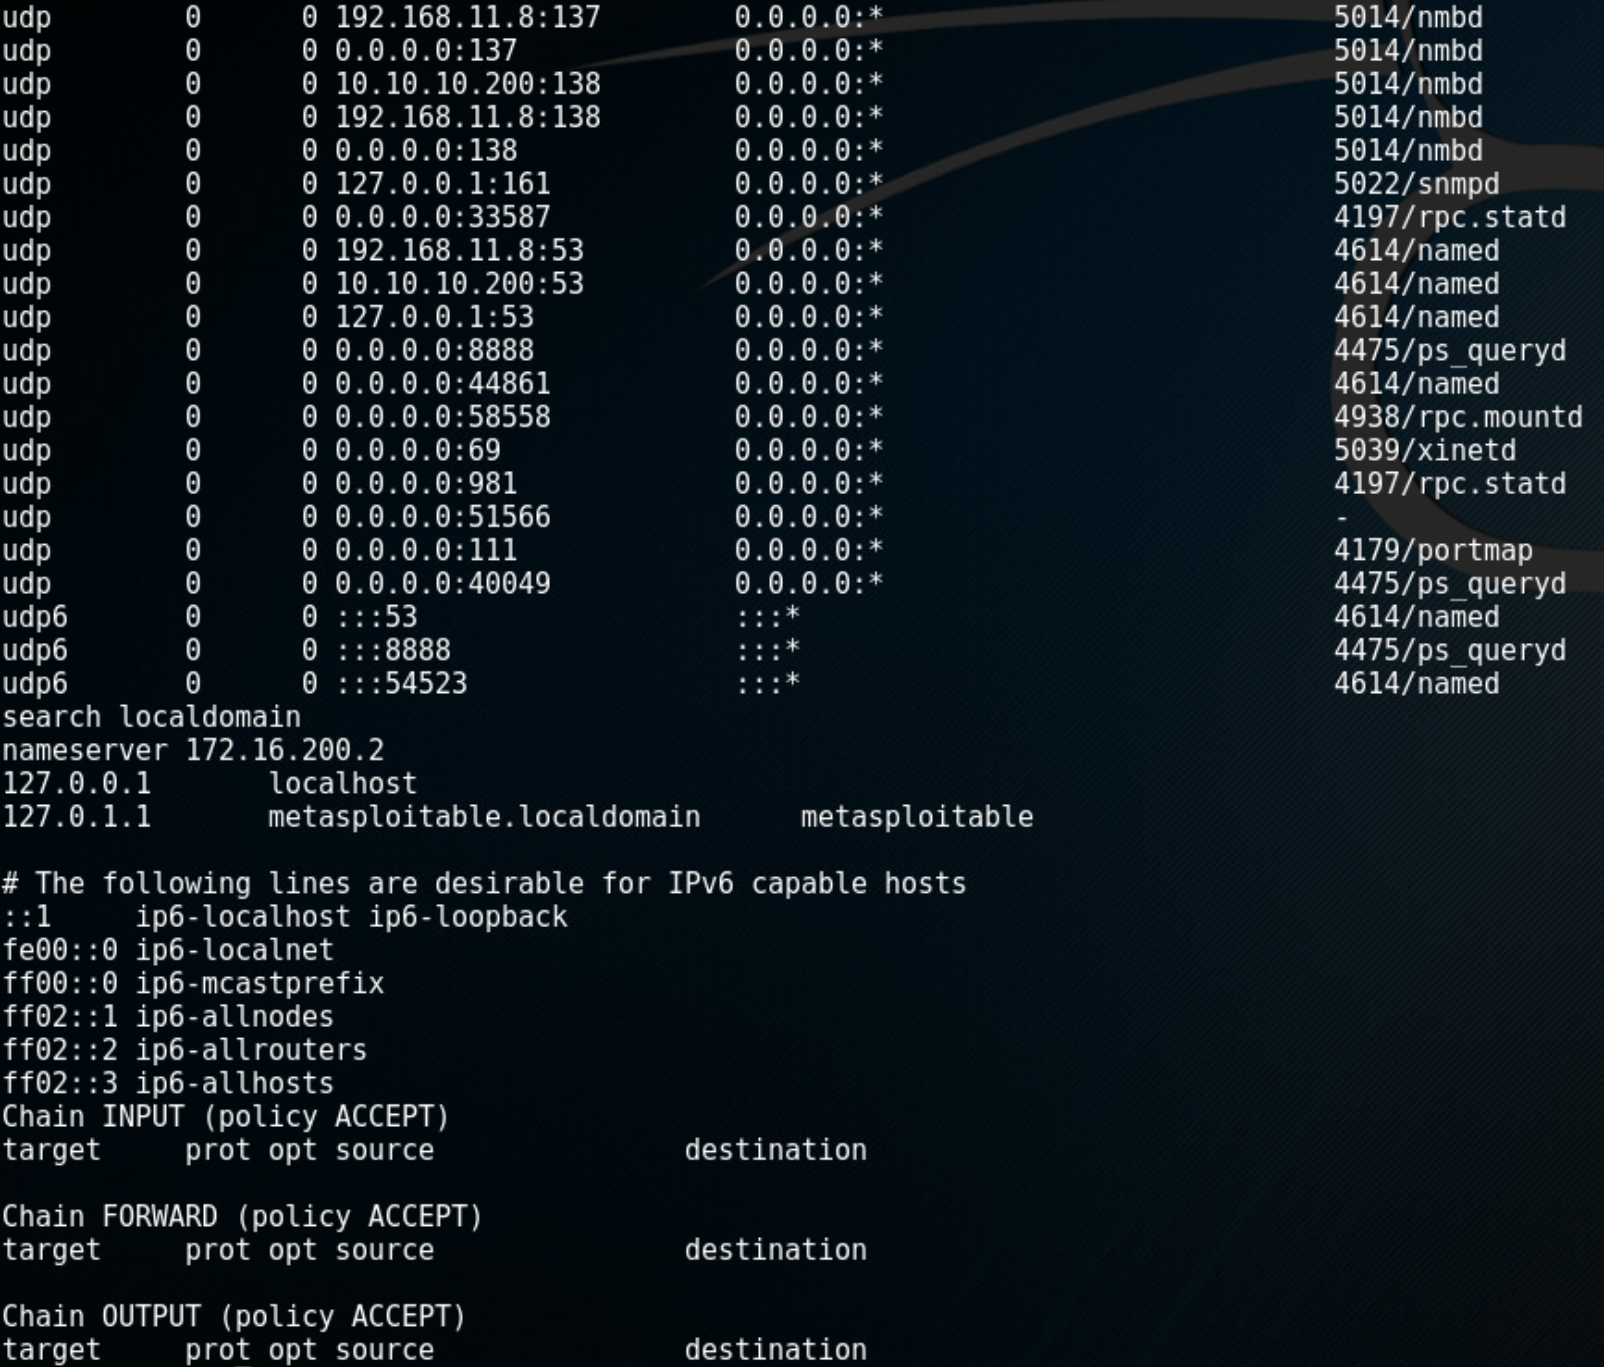 udp        0      0 192.168.11.8:137        0.0.0.0:*                           5014/nmbd
udp        0      0 0.0.0.0:137             0.0.0.0:*                           5014/nmbd
udp        0      0 10.10.10.200:138        0.0.0.0:*                           5014/nmbd
udp        0      0 192.168.11.8:138        0.0.0.0:*                           5014/nmbd
udp        0      0 0.0.0.0:138             0.0.0.0:*                           5014/nmbd
udp        0      0 127.0.0.1:161           0.0.0.0:*                           5022/snmpd
udp        0      0 0.0.0.0:33587           0.0.0.0:*                           4197/rpc.statd
udp        0      0 192.168.11.8:53         0.0.0.0:*                           4614/named
udp        0      0 10.10.10.200:53         0.0.0.0:*                           4614/named
udp        0      0 127.0.0.1:53            0.0.0.0:*                           4614/named
udp        0      0 0.0.0.0:8888            0.0.0.0:*                           4475/ps_queryd
udp        0      0 0.0.0.0:44861           0.0.0.0:*                           4614/named
udp        0      0 0.0.0.0:58558           0.0.0.0:*                           4938/rpc.mountd
udp        0      0 0.0.0.0:69              0.0.0.0:*                           5039/xinetd
udp        0      0 0.0.0.0:981             0.0.0.0:*                           4197/rpc.statd
udp        0      0 0.0.0.0:51566           0.0.0.0:*                           -
udp        0      0 0.0.0.0:111             0.0.0.0:*                           4179/portmap
udp        0      0 0.0.0.0:40049           0.0.0.0:*                           4475/ps_queryd
udp6       0      0 :::53                   :::*                                4614/named
udp6       0      0 :::8888                 :::*                                4475/ps_queryd
udp6       0      0 :::54523                :::*                                4614/named
search localdomain
nameserver 172.16.200.2
127.0.0.1       localhost
127.0.1.1       metasploitable.localdomain      metasploitable

# The following lines are desirable for IPv6 capable hosts
::1     ip6-localhost ip6-loopback
fe00::0 ip6-localnet
ff00::0 ip6-mcastprefix
ff02::1 ip6-allnodes
ff02::2 ip6-allrouters
ff02::3 ip6-allhosts
Chain INPUT (policy ACCEPT)
target     prot opt source               destination

Chain FORWARD (policy ACCEPT)
target     prot opt source               destination

Chain OUTPUT (policy ACCEPT)
target     prot opt source               destination